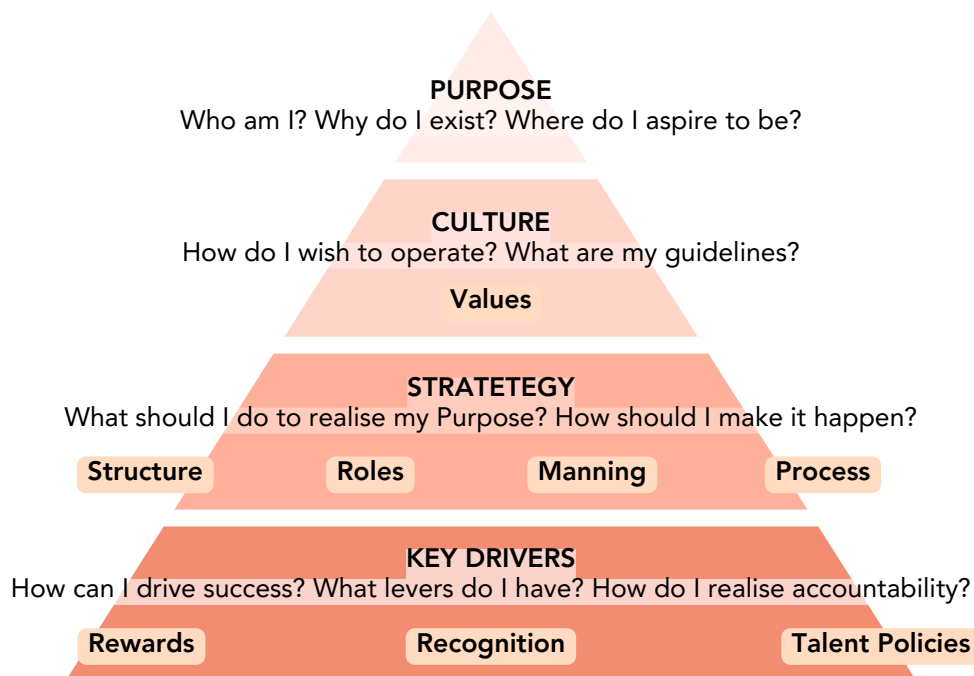 PURPOSE
Who am I? Why do I exist? Where do I aspire to be?
CULTURE
How do I wish to operate? What are my guidelines?
Values
STRATETEGY
What should I do to realise my Purpose? How should I make it happen?
Structure Roles Manning Process
KEY DRIVERS
How can I drive success? What levers do I have? How do I realise accountability?
Rewards Recognition Talent Policies